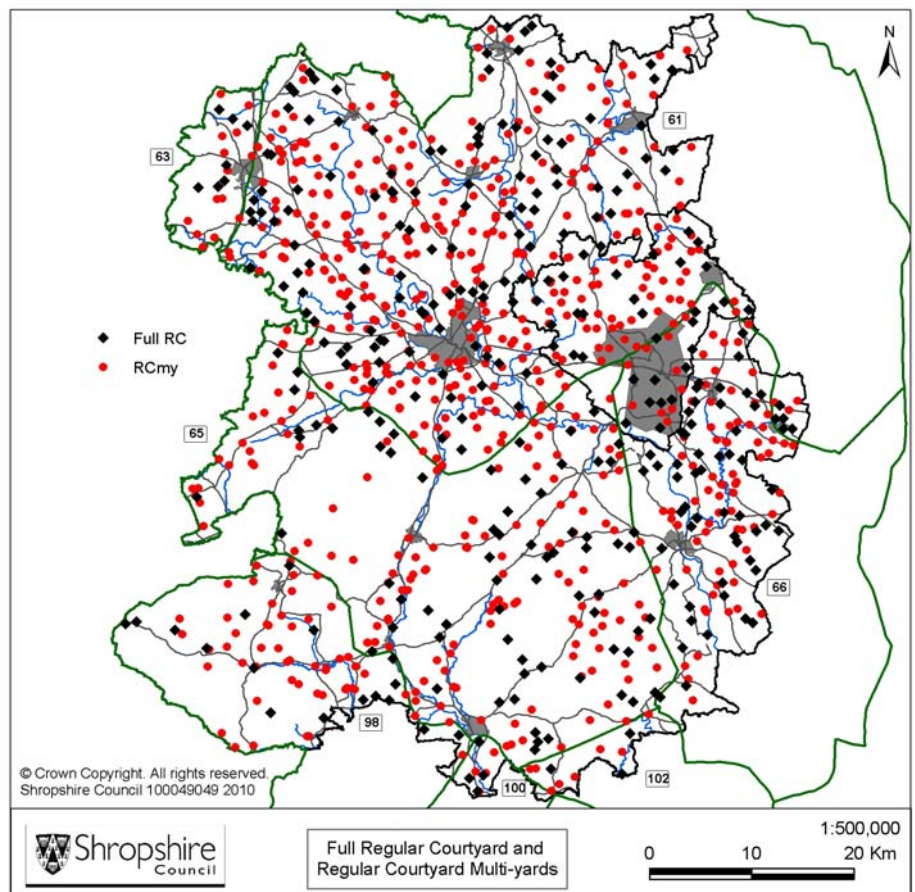 N
61
63
Full RC
RCmy
65
66
98
100
102
© Crown Copyright. All rights reserved.
Shropshire Council 100049049 2010
Shropshire
Council
Full Regular Courtyard and
Regular Courtyard Multi-yards
1:500,000
0 10 20 Km